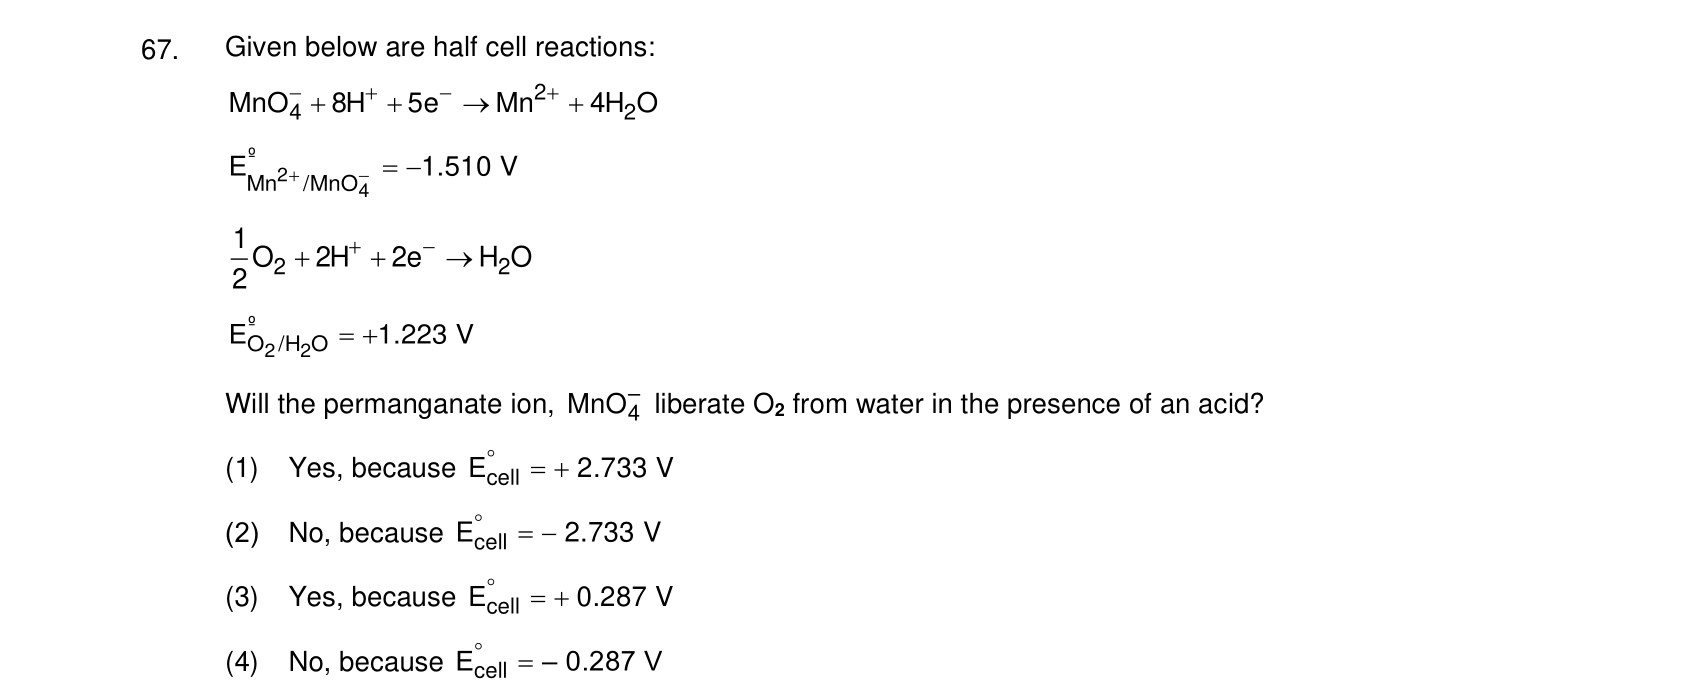 67. Given below are half cell reactions:
MnO₄⁻ + 8H⁺ + 5e⁻ → Mn²⁺ + 4H₂O
E°Mn²⁺/MnO₄⁻ = −1.510 V
1/2 O₂ + 2H⁺ + 2e⁻ → H₂O
E°O₂/H₂O = +1.223 V
Will the permanganate ion, MnO₄⁻ liberate O₂ from water in the presence of an acid?
(1) Yes, because E°cell = + 2.733 V
(2) No, because E°cell = − 2.733 V
(3) Yes, because E°cell = + 0.287 V
(4) No, because E°cell = – 0.287 V